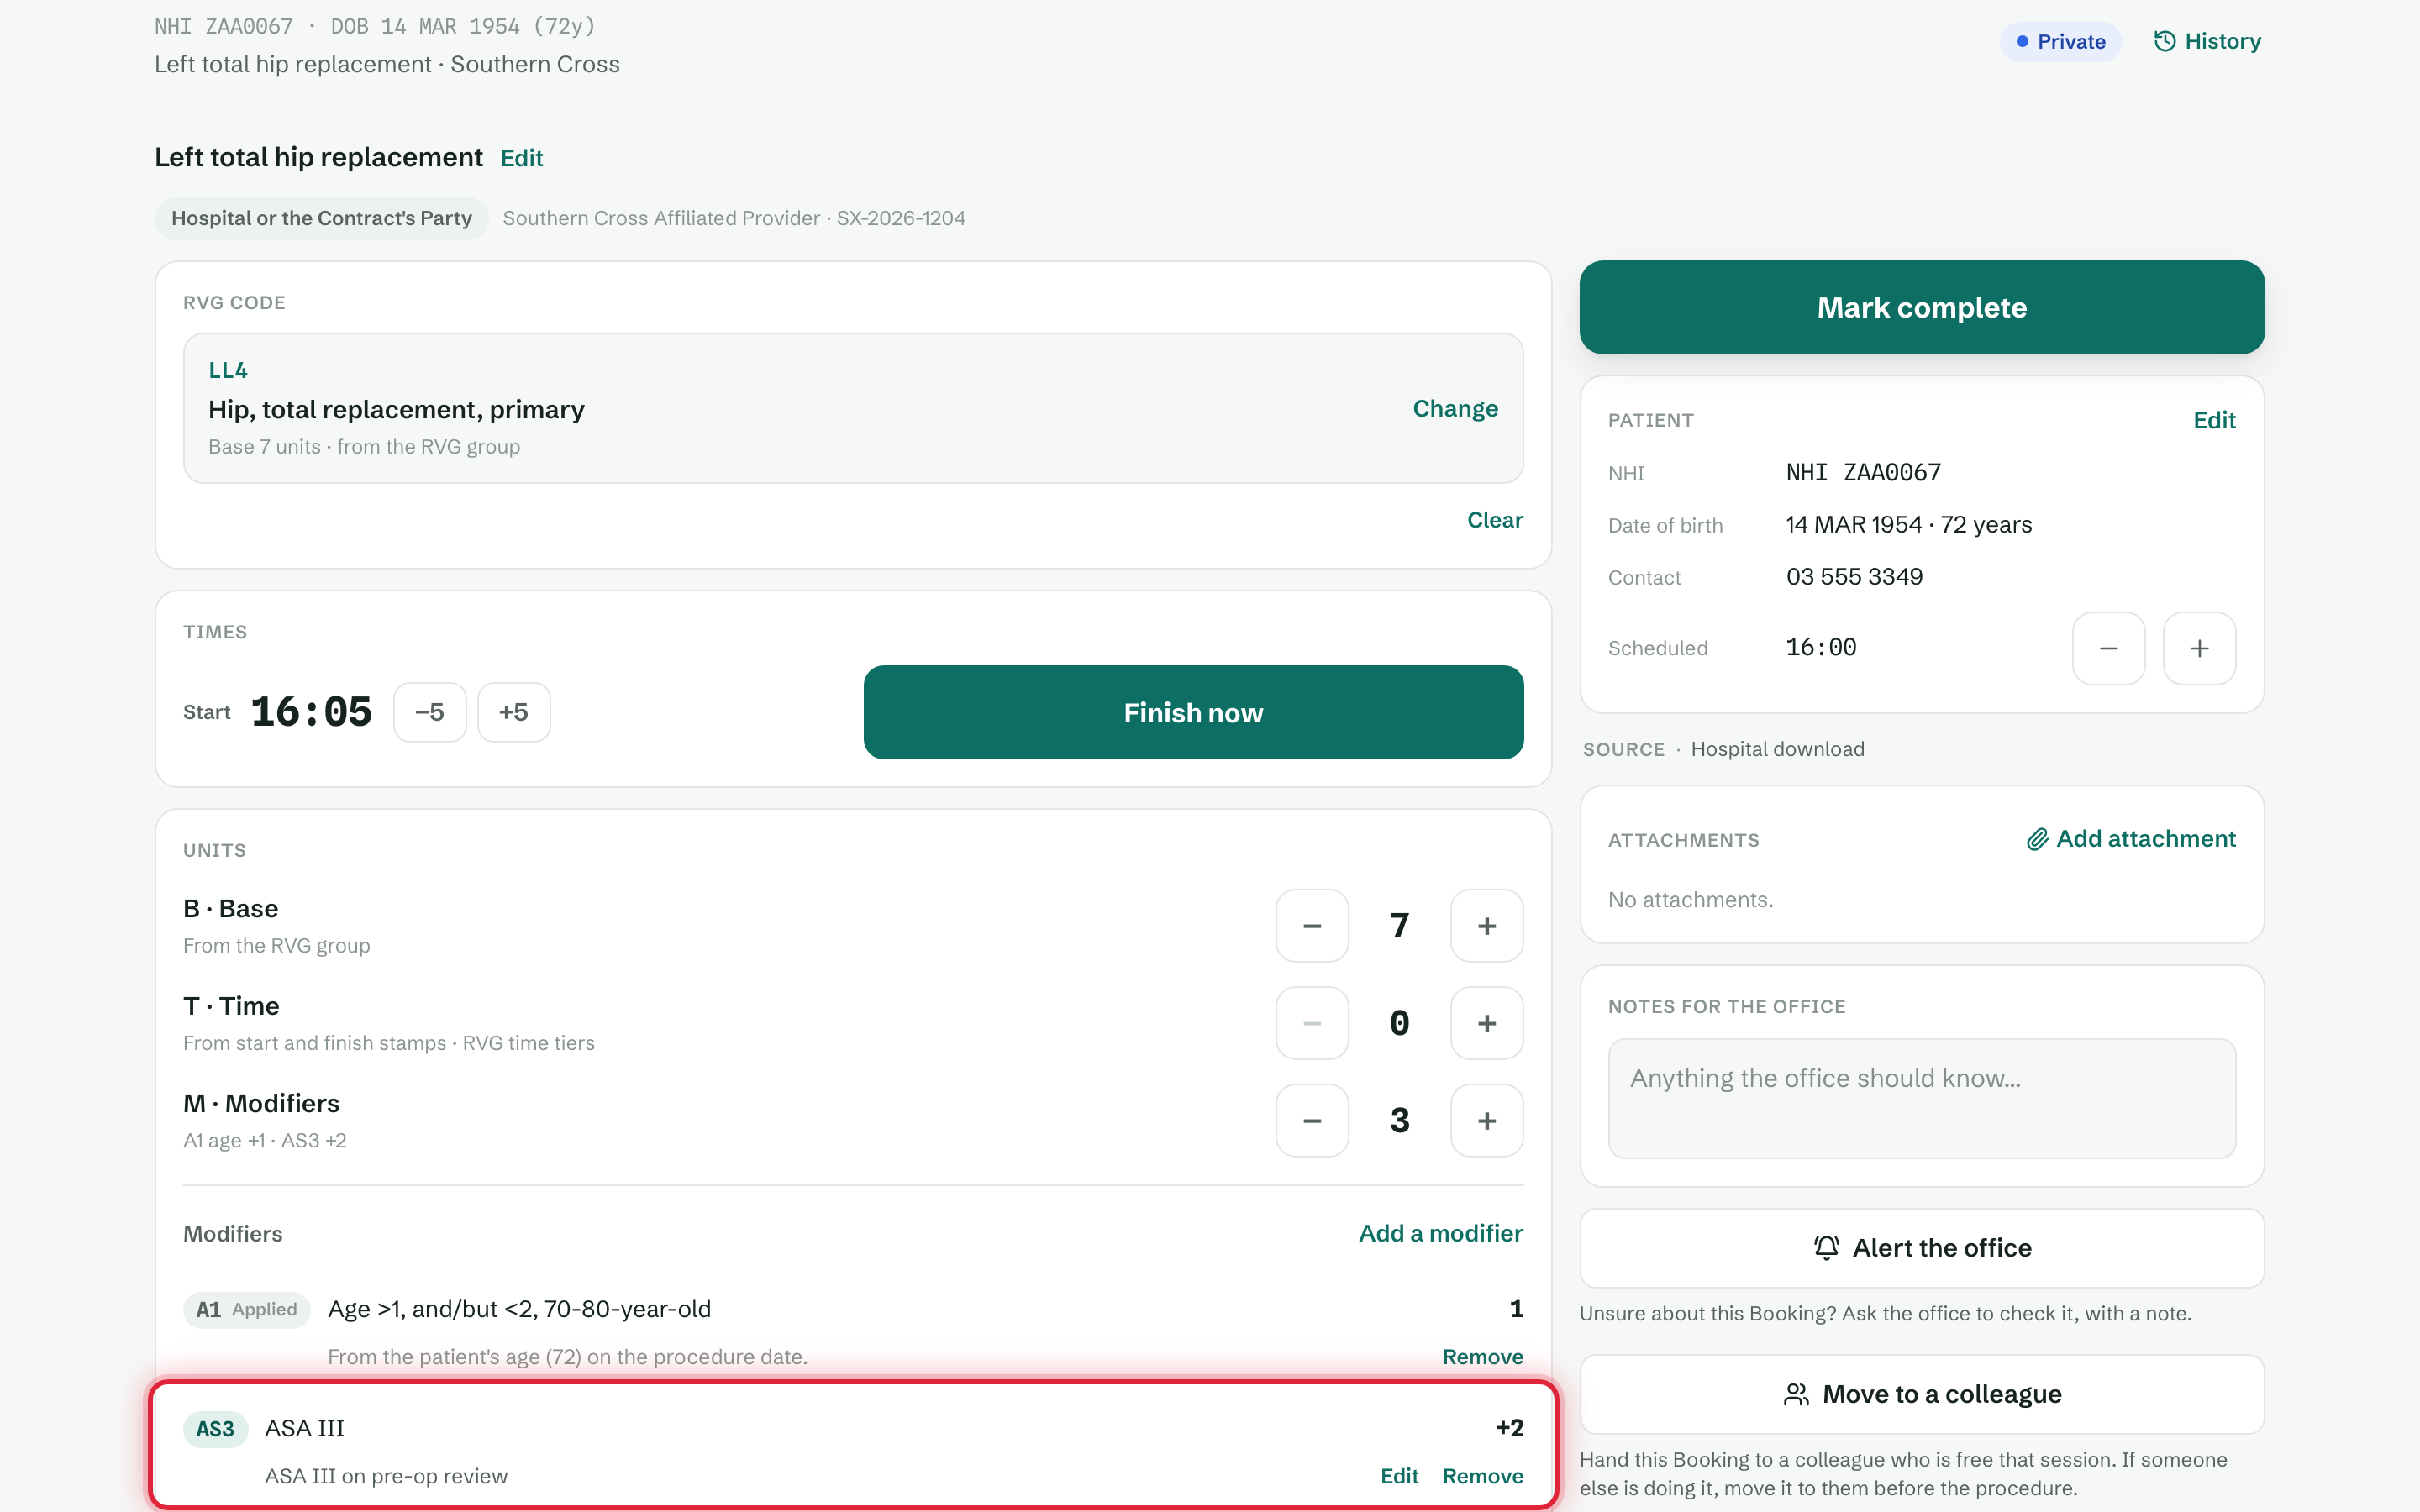 NHI ZAA0067 · DOB 14 MAR 1954 (72y)
Left total hip replacement · Southern Cross
Private
History
Left total hip replacement Edit
Hospital or the Contract's Party Southern Cross Affiliated Provider · SX-2026-1204
RVG CODE
LL4
Hip, total replacement, primary
Base 7 units · from the RVG group
Change
Clear
TIMES
Start 16:05 −5 +5
Finish now
UNITS
B · Base
From the RVG group
− 7 +
T · Time
From start and finish stamps · RVG time tiers
− 0 +
M · Modifiers
A1 age +1 · AS3 +2
− 3 +
Modifiers Add a modifier
A1 Applied Age >1, and/but <2, 70-80-year-old 1
From the patient's age (72) on the procedure date. Remove
AS3 ASA III +2
ASA III on pre-op review Edit Remove
Mark complete
PATIENT Edit
NHI NHI ZAA0067
Date of birth 14 MAR 1954 · 72 years
Contact 03 555 3349
Scheduled 16:00 − +
SOURCE · Hospital download
ATTACHMENTS Add attachment
No attachments.
NOTES FOR THE OFFICE
Anything the office should know...
Alert the office
Unsure about this Booking? Ask the office to check it, with a note.
Move to a colleague
Hand this Booking to a colleague who is free that session. If someone
else is doing it, move it to them before the procedure.